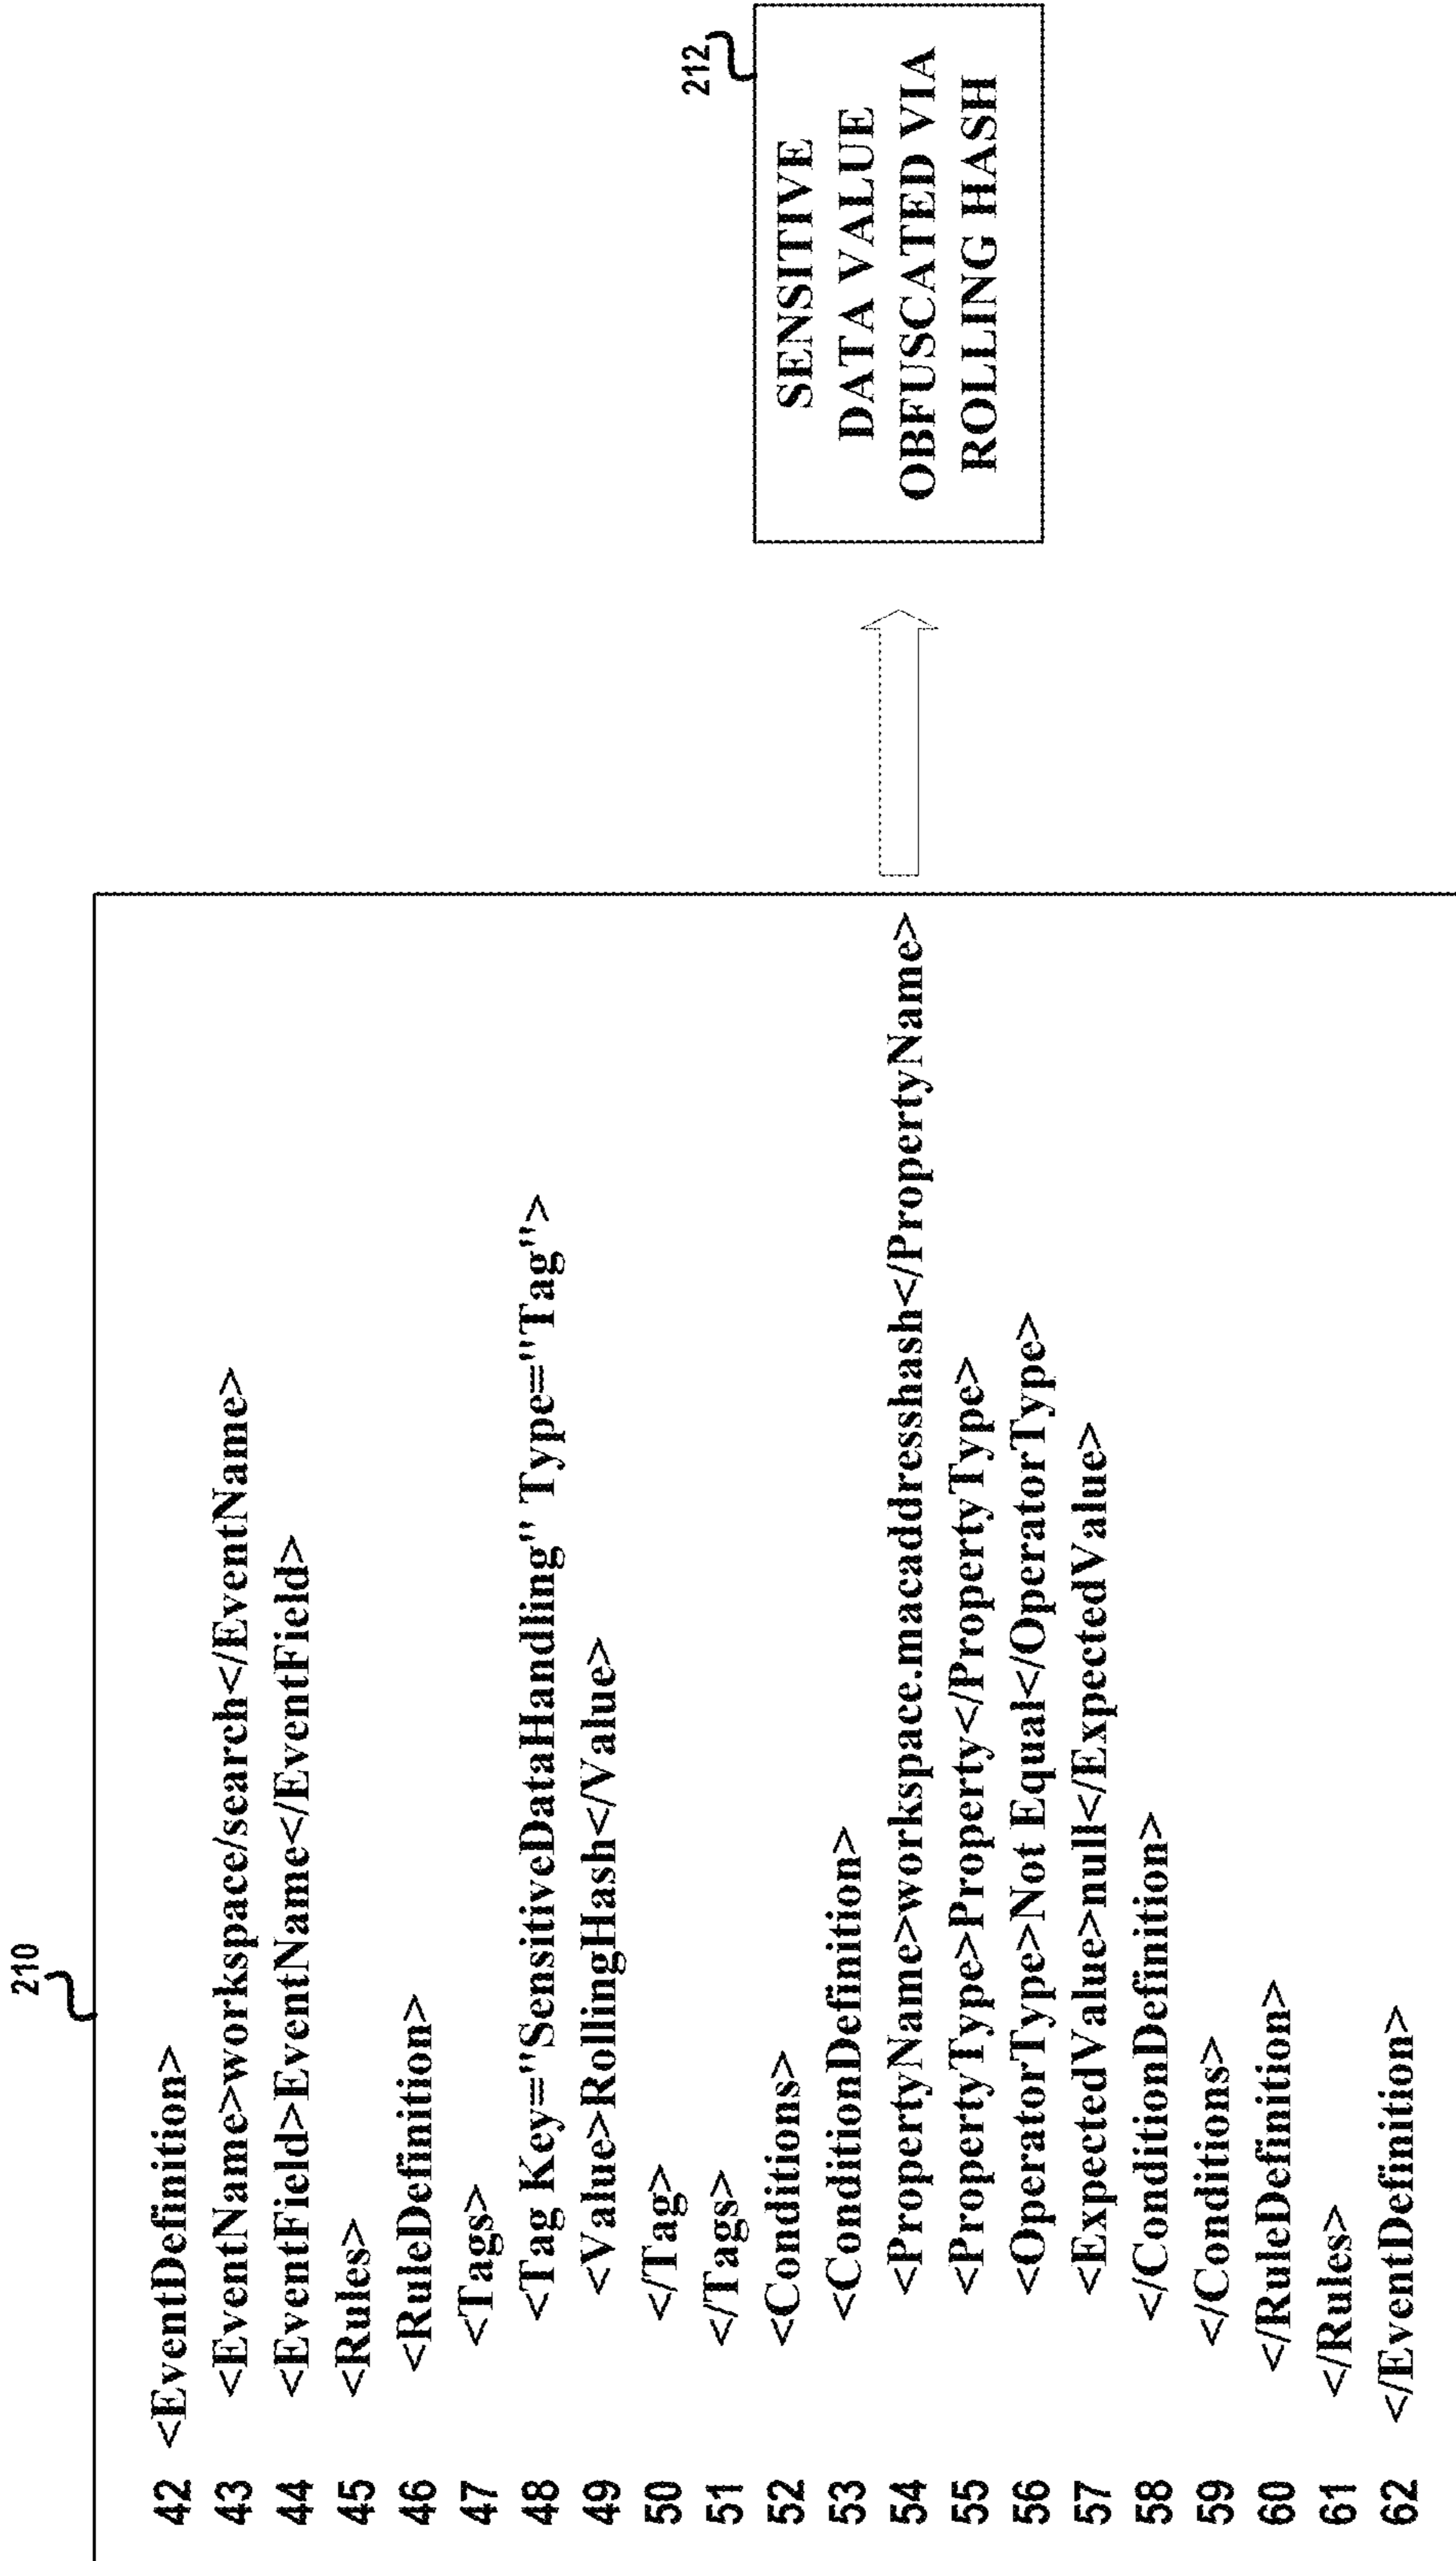 210
42 <EventDefinition>
43 <EventName>workspace/search</EventName>
44 <EventField>EventName</EventField>
45 <Rules>
46 <RuleDefinition>
47 <Tags>
48 <Tag Key="SensitiveDataHandling" Type="Tag">
49 <Value>RollingHash</Value>
50 </Tag>
51 </Tags>
52 <Conditions>
53 <ConditionDefinition>
54 <PropertyName>workspace.macaddresshash</PropertyName>
55 <PropertyType>Property</PropertyType>
56 <OperatorType>Not Equal</OperatorType>
57 <ExpectedValue>null</ExpectedValue>
58 </ConditionDefinition>
59 </Conditions>
60 </RuleDefinition>
61 </Rules>
62 </EventDefinition>
212
SENSITIVE
DATA VALUE
OBFUSCATED VIA
ROLLING HASH